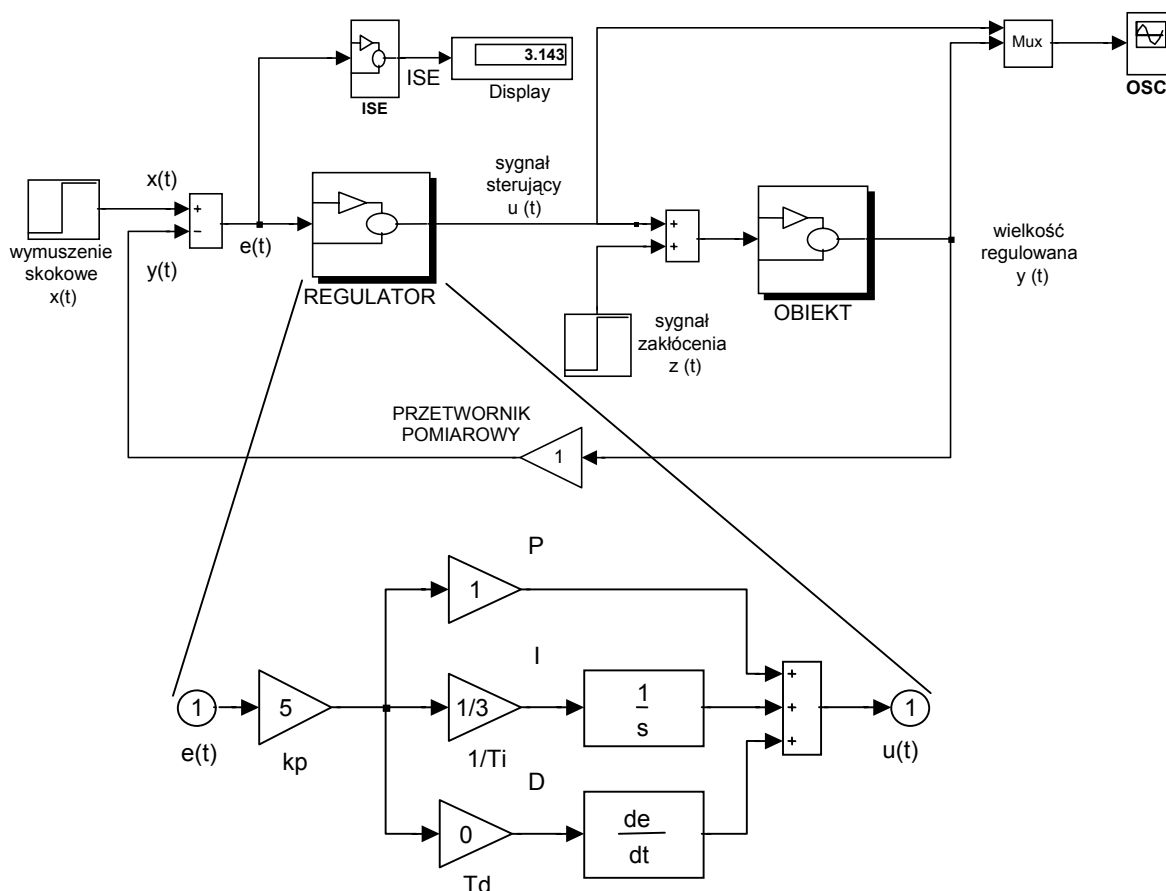 Mux
OSC
3.143
ISE
Display
ISE
x(t)
+
−
e(t)
y(t)
wymuszenie
skokowe
x(t)
REGULATOR
sygnał
sterujący
u (t)
+
+
OBIEKT
wielkość
regulowana
y (t)
sygnał
zakłócenia
z (t)
PRZETWORNIK
POMIAROWY
1
P
1
I
1
e(t)
5
kp
1/3
1/Ti
1
s
+
+
+
1
u(t)
D
0
Td
de
dt